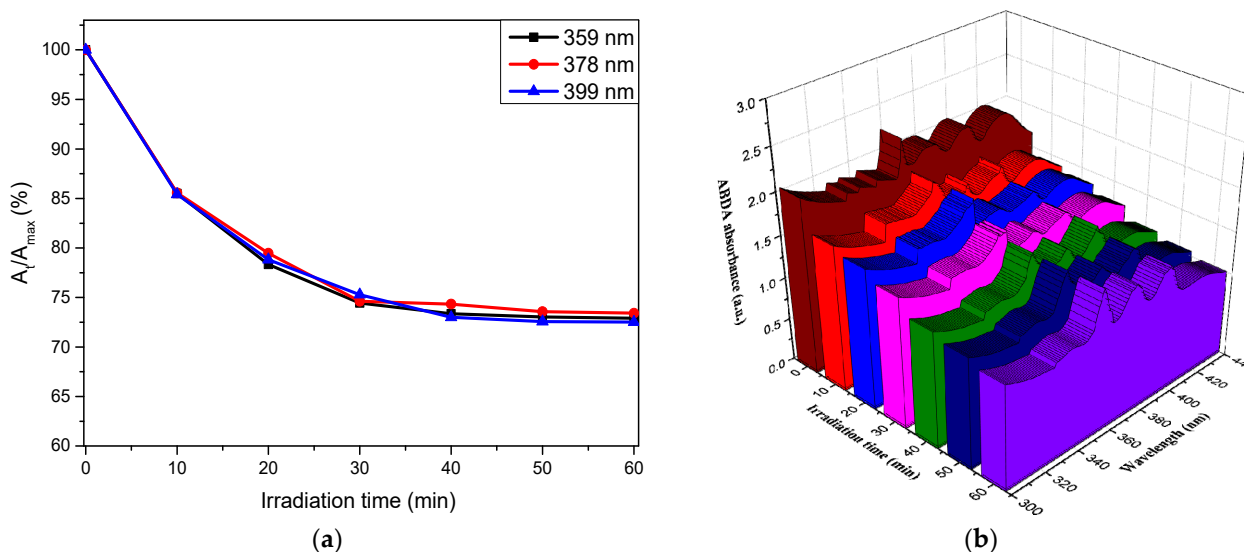 359 nm
378 nm
399 nm
100
95
90
85
80
75
70
65
60
A_t/A_max (%)
0 10 20 30 40 50 60
Irradiation time (min)
(a)
3.0
2.5
2.0
1.5
1.0
0.5
0.0
ABDA absorbance (a.u.)
0
10
20
30
40
50
60
Irradiation time (min)
300
320
340
360
380
400
420
Wavelength (nm)
(b)